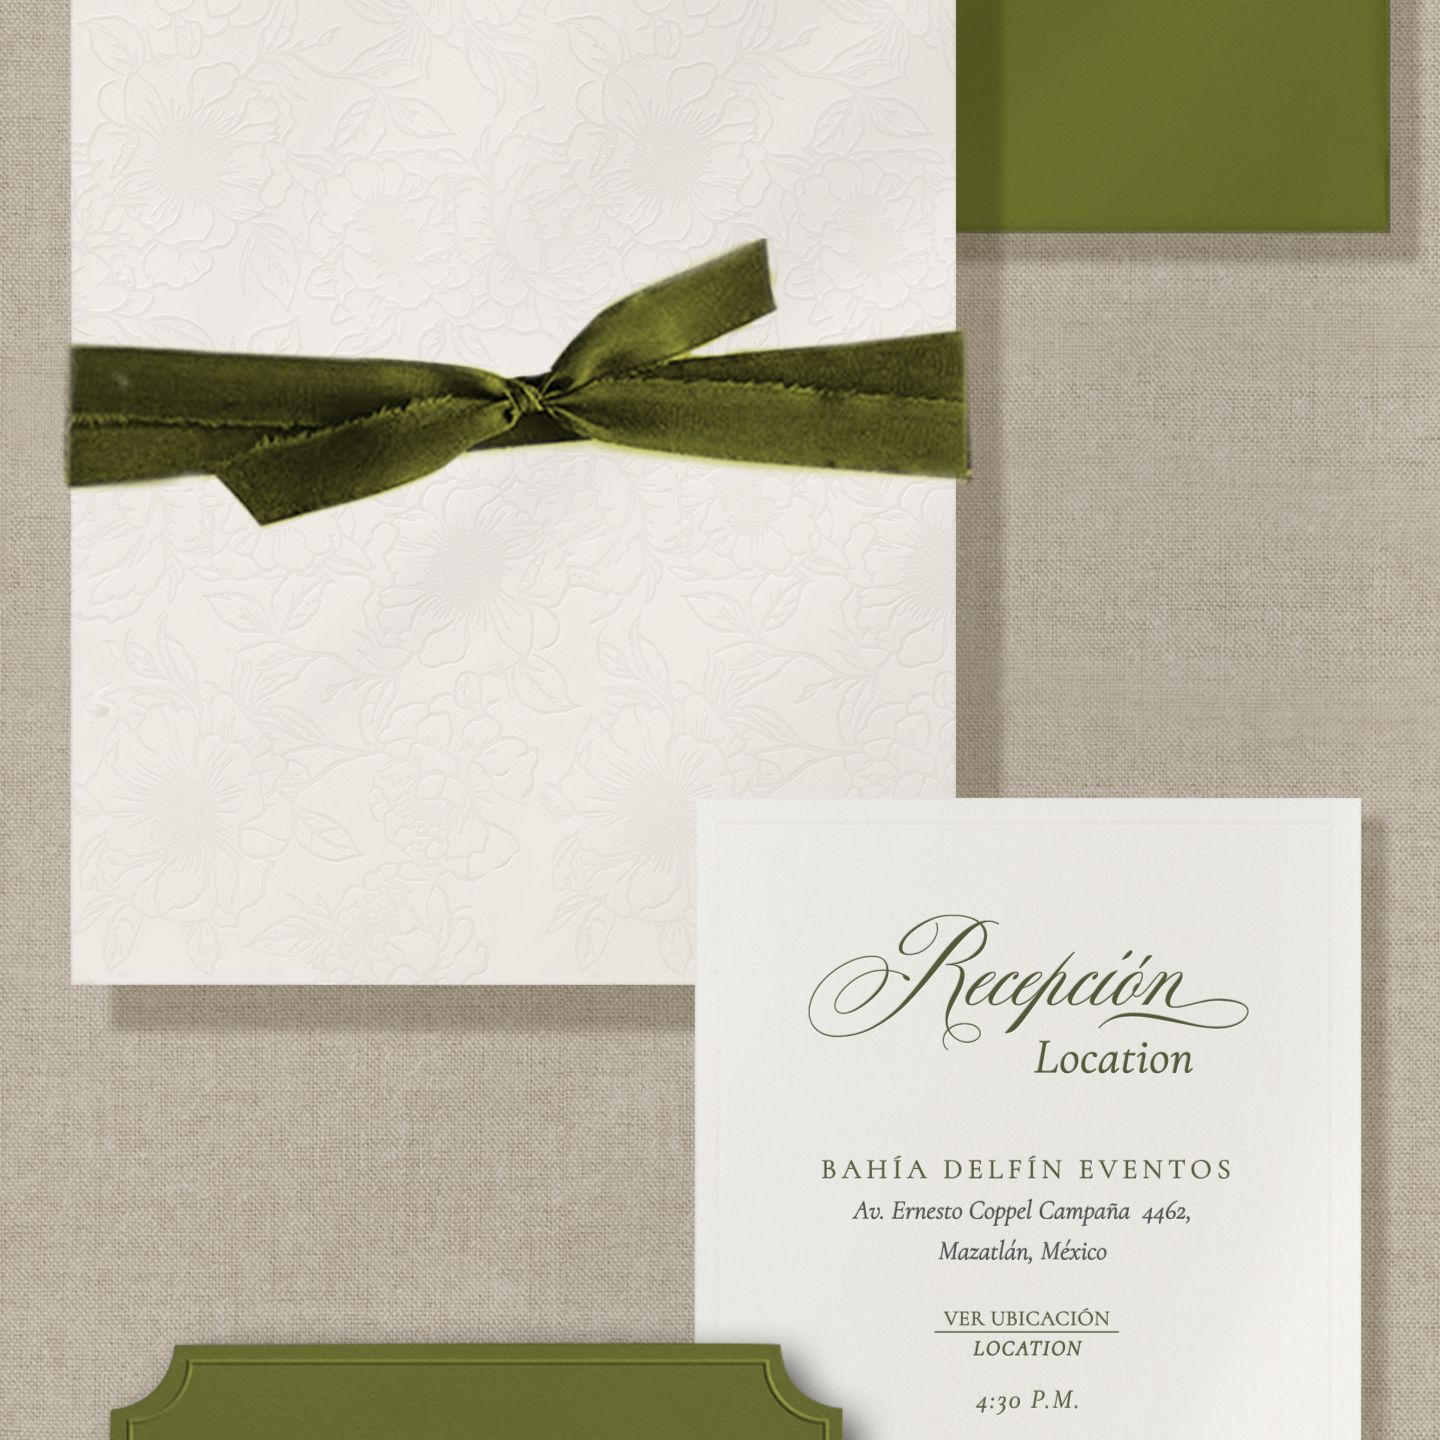 Recepción
Location
BAHÍA DELFÍN EVENTOS
Av. Ernesto Coppel Campaña 4462,
Mazatlán, México
VER UBICACIÓN
LOCATION
4:30 P.M.